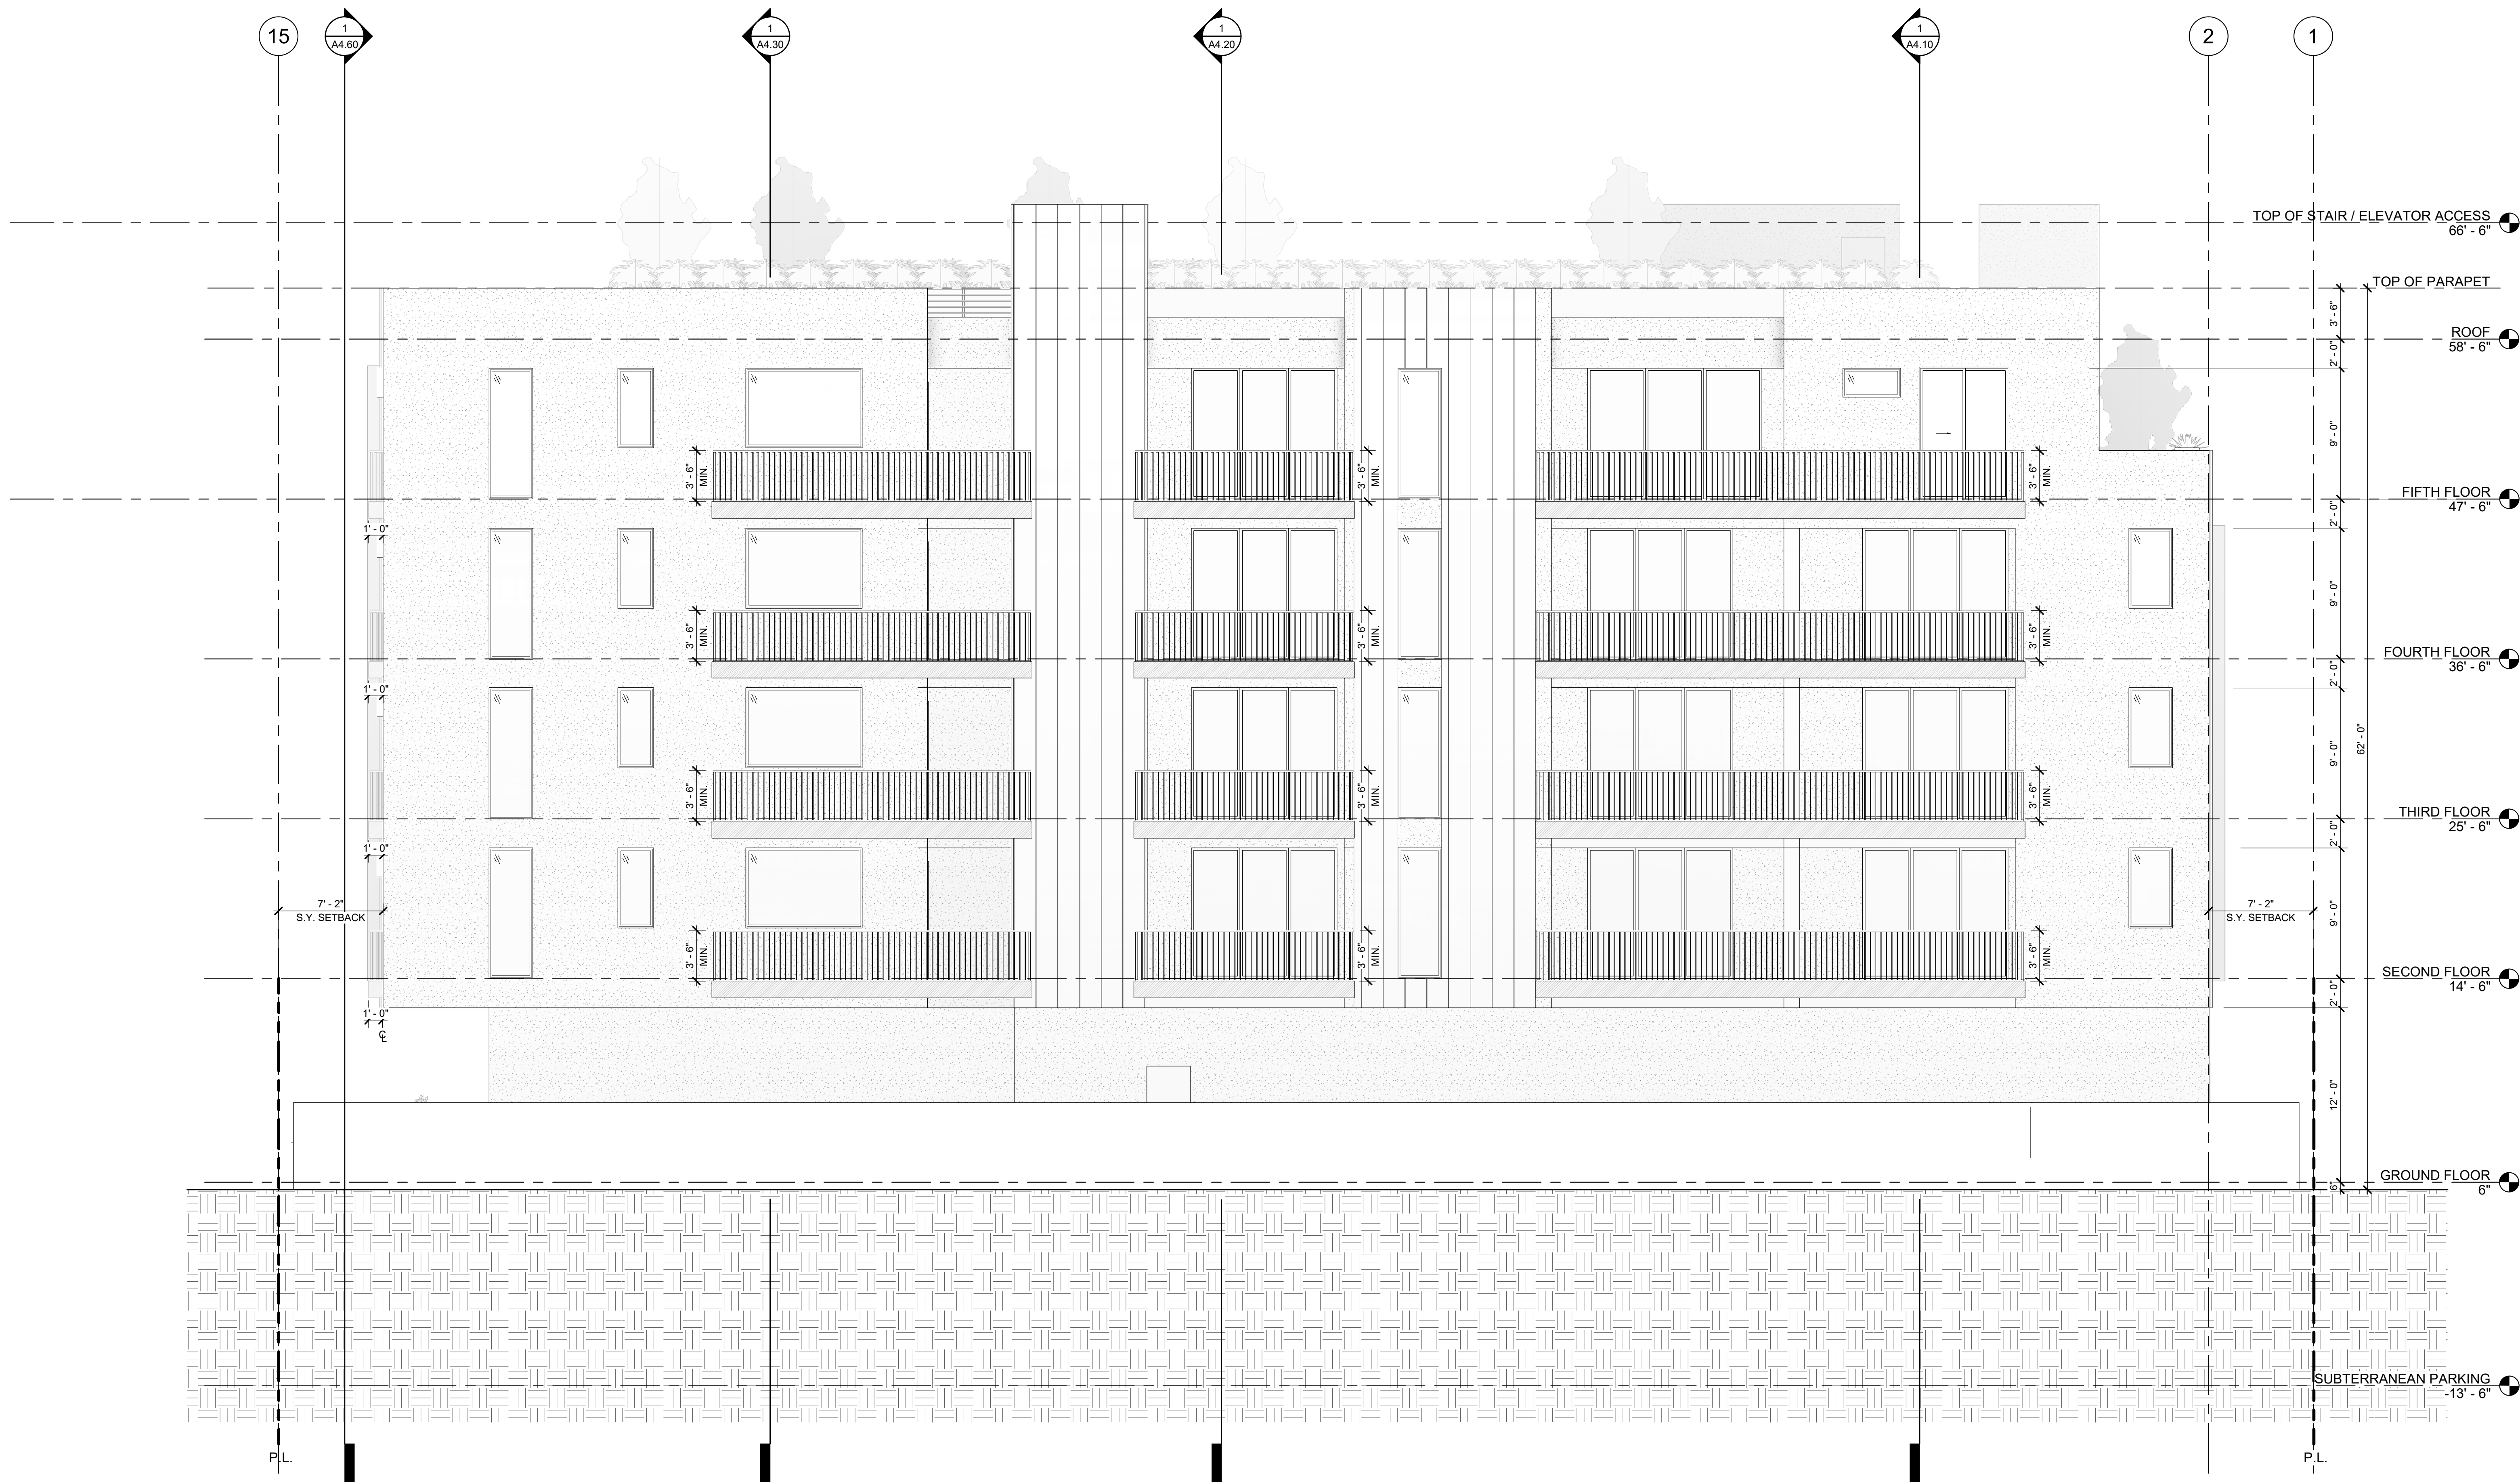 15
1
A4.60
1
A4.30
1
A4.20
1
A4.10
2
1
TOP OF STAIR / ELEVATOR ACCESS
66' - 6"
TOP OF PARAPET
3' - 6"
ROOF
58' - 6"
2' - 0"
9' - 0"
3' - 6"
MIN.
3' - 6"
MIN.
3' - 6"
MIN.
FIFTH FLOOR
47' - 6"
2' - 0"
1' - 0"
9' - 0"
3' - 6"
MIN.
3' - 6"
MIN.
3' - 6"
MIN.
FOURTH FLOOR
36' - 6"
2' - 0"
1' - 0"
9' - 0"
62' - 0"
3' - 6"
MIN.
3' - 6"
MIN.
3' - 6"
MIN.
THIRD FLOOR
25' - 6"
2' - 0"
1' - 0"
7' - 2"
S.Y. SETBACK
7' - 2"
S.Y. SETBACK
9' - 0"
3' - 6"
MIN.
3' - 6"
MIN.
3' - 6"
MIN.
SECOND FLOOR
14' - 6"
2' - 0"
1' - 0"
℄
12' - 0"
GROUND FLOOR
6"
6"
SUBTERRANEAN PARKING
-13' - 6"
P.L.
P.L.